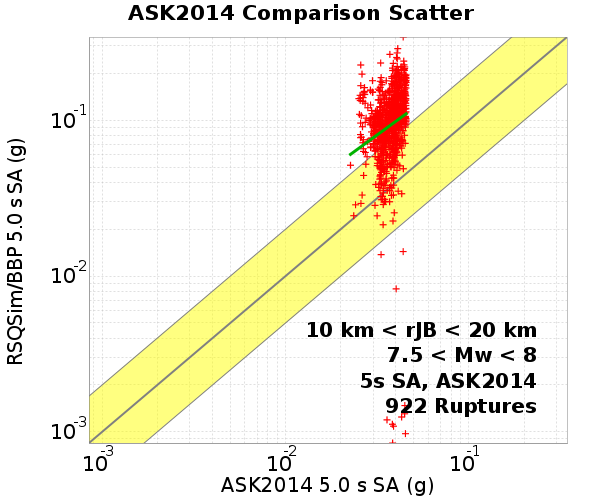 ASK2014 Comparison Scatter
RSQSim/BBP 5.0 s SA (g)
10^-1
10^-2
10^-3
10 km < rJB < 20 km
7.5 < Mw < 8
5s SA, ASK2014
922 Ruptures
10^-3 10^-2 10^-1
ASK2014 5.0 s SA (g)